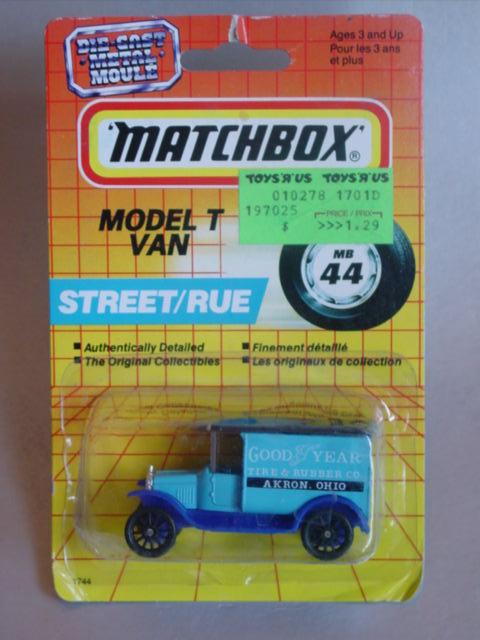 DIE-CAST
METAL
MOULÉ
Ages 3 and Up
Pour les 3 ans
et plus
MATCHBOX®
TOYS"R"US TOYS"R"US
010278 1701D
197025 PRICE / PRIX
$ >>>1.29
MODEL T
VAN
MB
44
STREET/RUE
Authentically Detailed
The Original Collectibles
Finement détaillé
Les originaux de collection
GOOD YEAR
TIRE & RUBBER CO.
AKRON, OHIO
1744